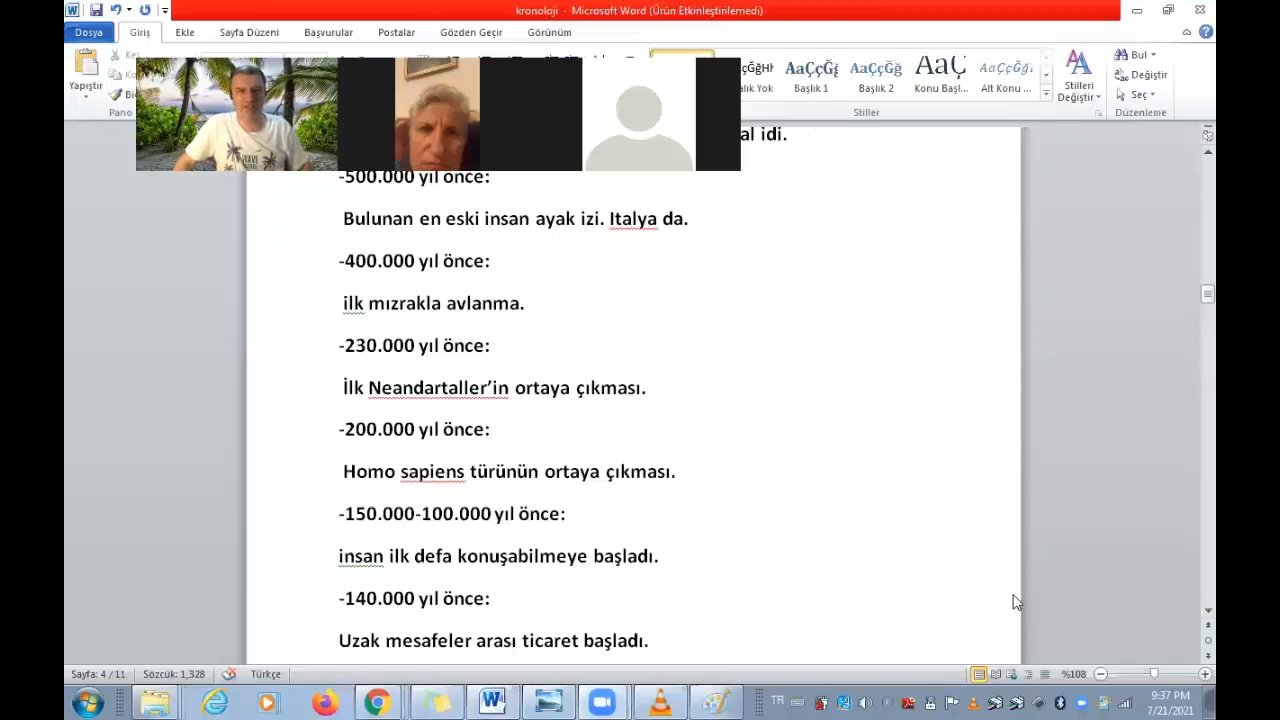 kronoloji - Microsoft Word (Ürün Etkinleştirilemedi)
Dosya Giriş Ekle Sayfa Düzeni Başvurular Postalar Gözden Geçir Görünüm
Yapıştır
Pano
AaÇçĞğ AaÇçĞğ AaÇ AaÇçĞğ
Başlık 1 Başlık 2 Konu Başl... Alt Konu ...
Stiller
Stilleri Değiştir
Bul
Değiştir
Seç
Düzenleme
al idi.
-500.000 yıl önce:
Bulunan en eski insan ayak izi. Italya da.
-400.000 yıl önce:
ilk mızrakla avlanma.
-230.000 yıl önce:
İlk Neandartaller’in ortaya çıkması.
-200.000 yıl önce:
Homo sapiens türünün ortaya çıkması.
-150.000-100.000 yıl önce:
insan ilk defa konuşabilmeye başladı.
-140.000 yıl önce:
Uzak mesafeler arası ticaret başladı.
Sayfa: 4 / 11 Sözcük: 1,328 Türkçe %108
TR 9:37 PM
7/21/2021